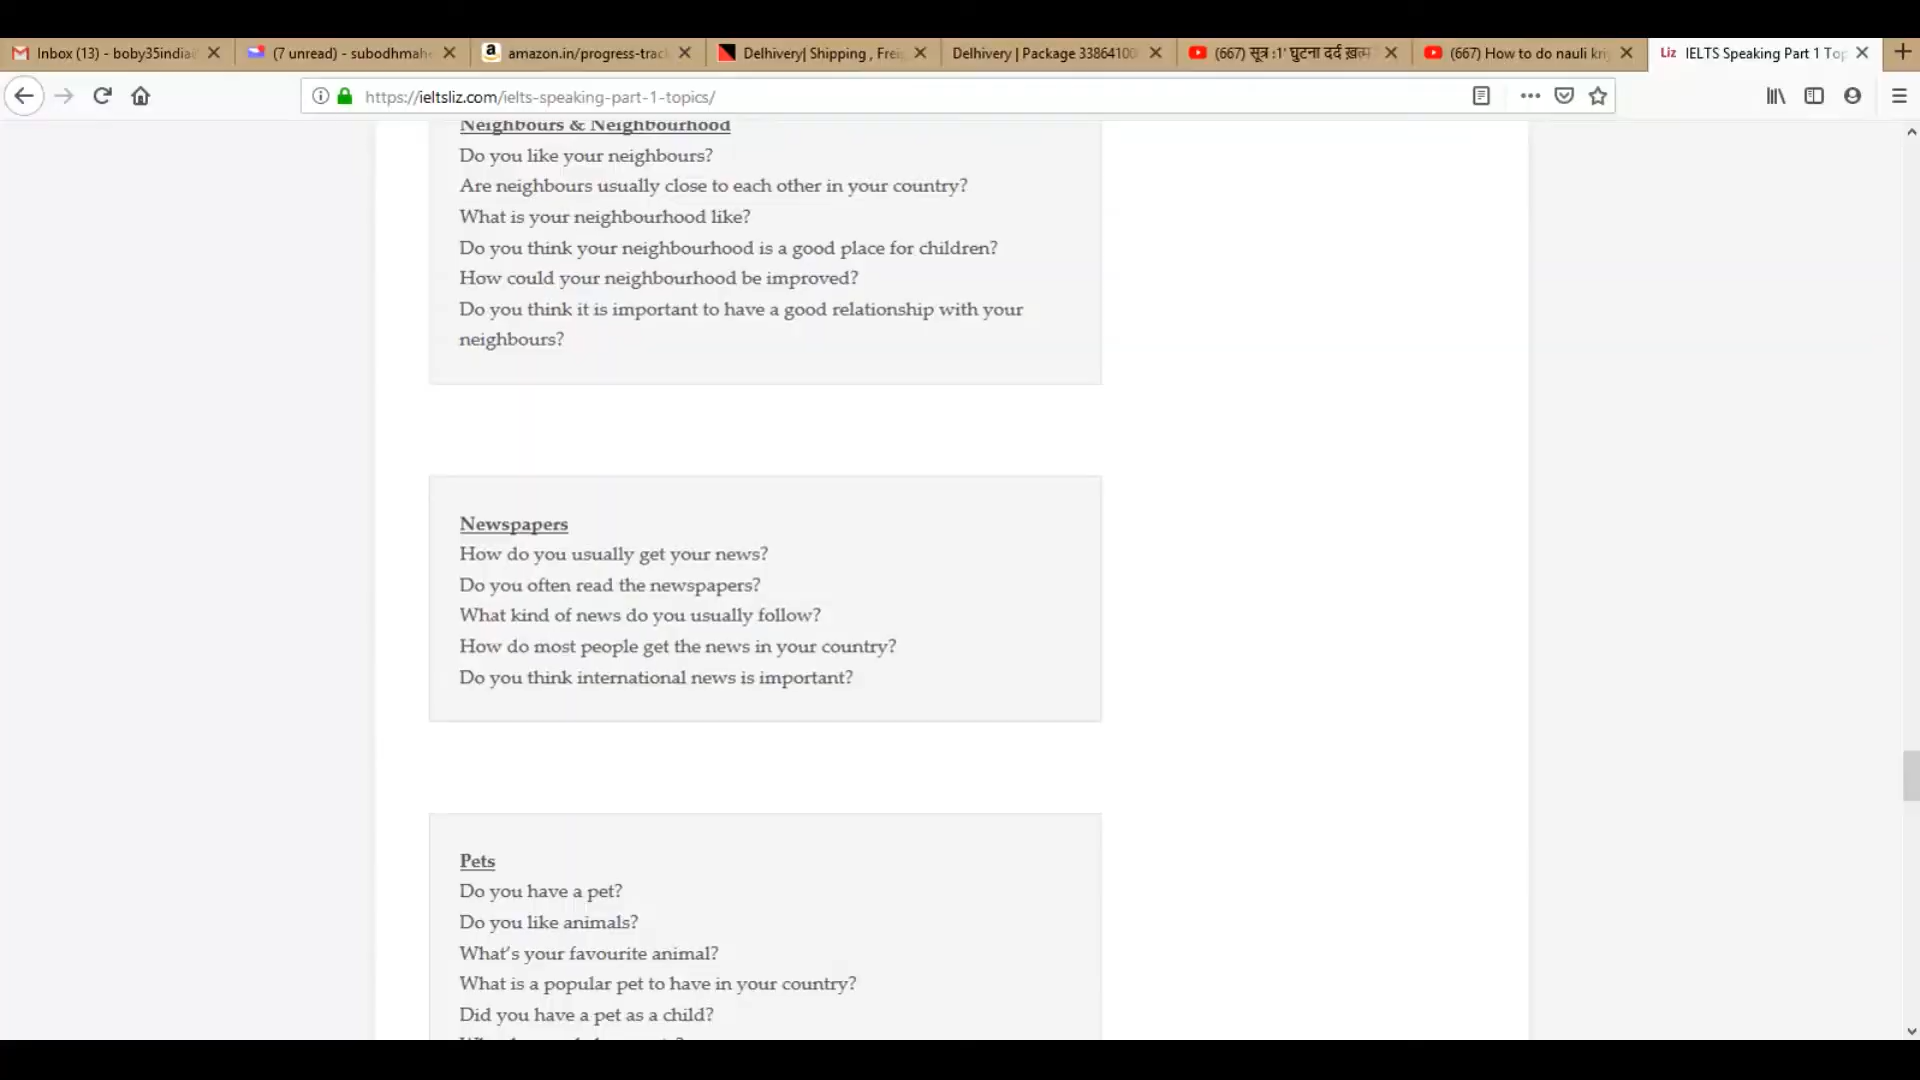 Inbox (13) - boby35india
(7 unread) - subodhmah
amazon.in/progress-trac
Delhivery| Shipping , Frei
Delhivery | Package 33864100
(667) सूत्र :1' घुटना दर्द ख़त्म
(667) How to do nauli kri
Liz IELTS Speaking Part 1 Top
https://ieltsliz.com/ielts-speaking-part-1-topics/
Neighbours & Neighbourhood
Do you like your neighbours?
Are neighbours usually close to each other in your country?
What is your neighbourhood like?
Do you think your neighbourhood is a good place for children?
How could your neighbourhood be improved?
Do you think it is important to have a good relationship with your
neighbours?
Newspapers
How do you usually get your news?
Do you often read the newspapers?
What kind of news do you usually follow?
How do most people get the news in your country?
Do you think international news is important?
Pets
Do you have a pet?
Do you like animals?
What's your favourite animal?
What is a popular pet to have in your country?
Did you have a pet as a child?